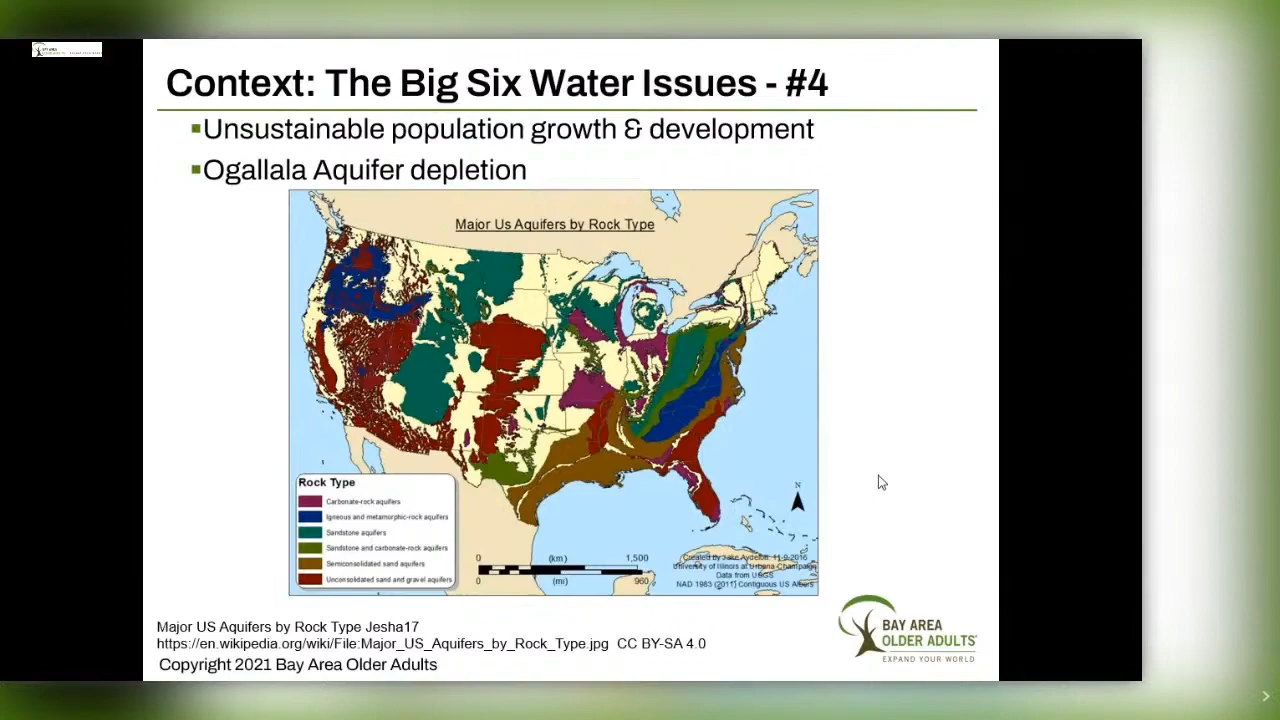 Context: The Big Six Water Issues - #4
▪Unsustainable population growth & development
▪Ogallala Aquifer depletion
Major Us Aquifers by Rock Type
Rock Type
Carbonate-rock aquifers
Igneous and metamorphic-rock aquifers
Sandstone aquifers
Sandstone and carbonate-rock aquifers
Semiconsolidated sand aquifers
Unconsolidated sand and gravel aquifers
0 (km) 1,500
0 (mi) 960
N
Created By Jake Aydelott 11-9-2016
University of Illinois at Urbana-Champaign
Data from USGS
NAD 1983 (2011) Contiguous US Albers
Major US Aquifers by Rock Type Jesha17
https://en.wikipedia.org/wiki/File:Major_US_Aquifers_by_Rock_Type.jpg CC BY-SA 4.0
Copyright 2021 Bay Area Older Adults
BAY AREA
OLDER ADULTS
EXPAND YOUR WORLD